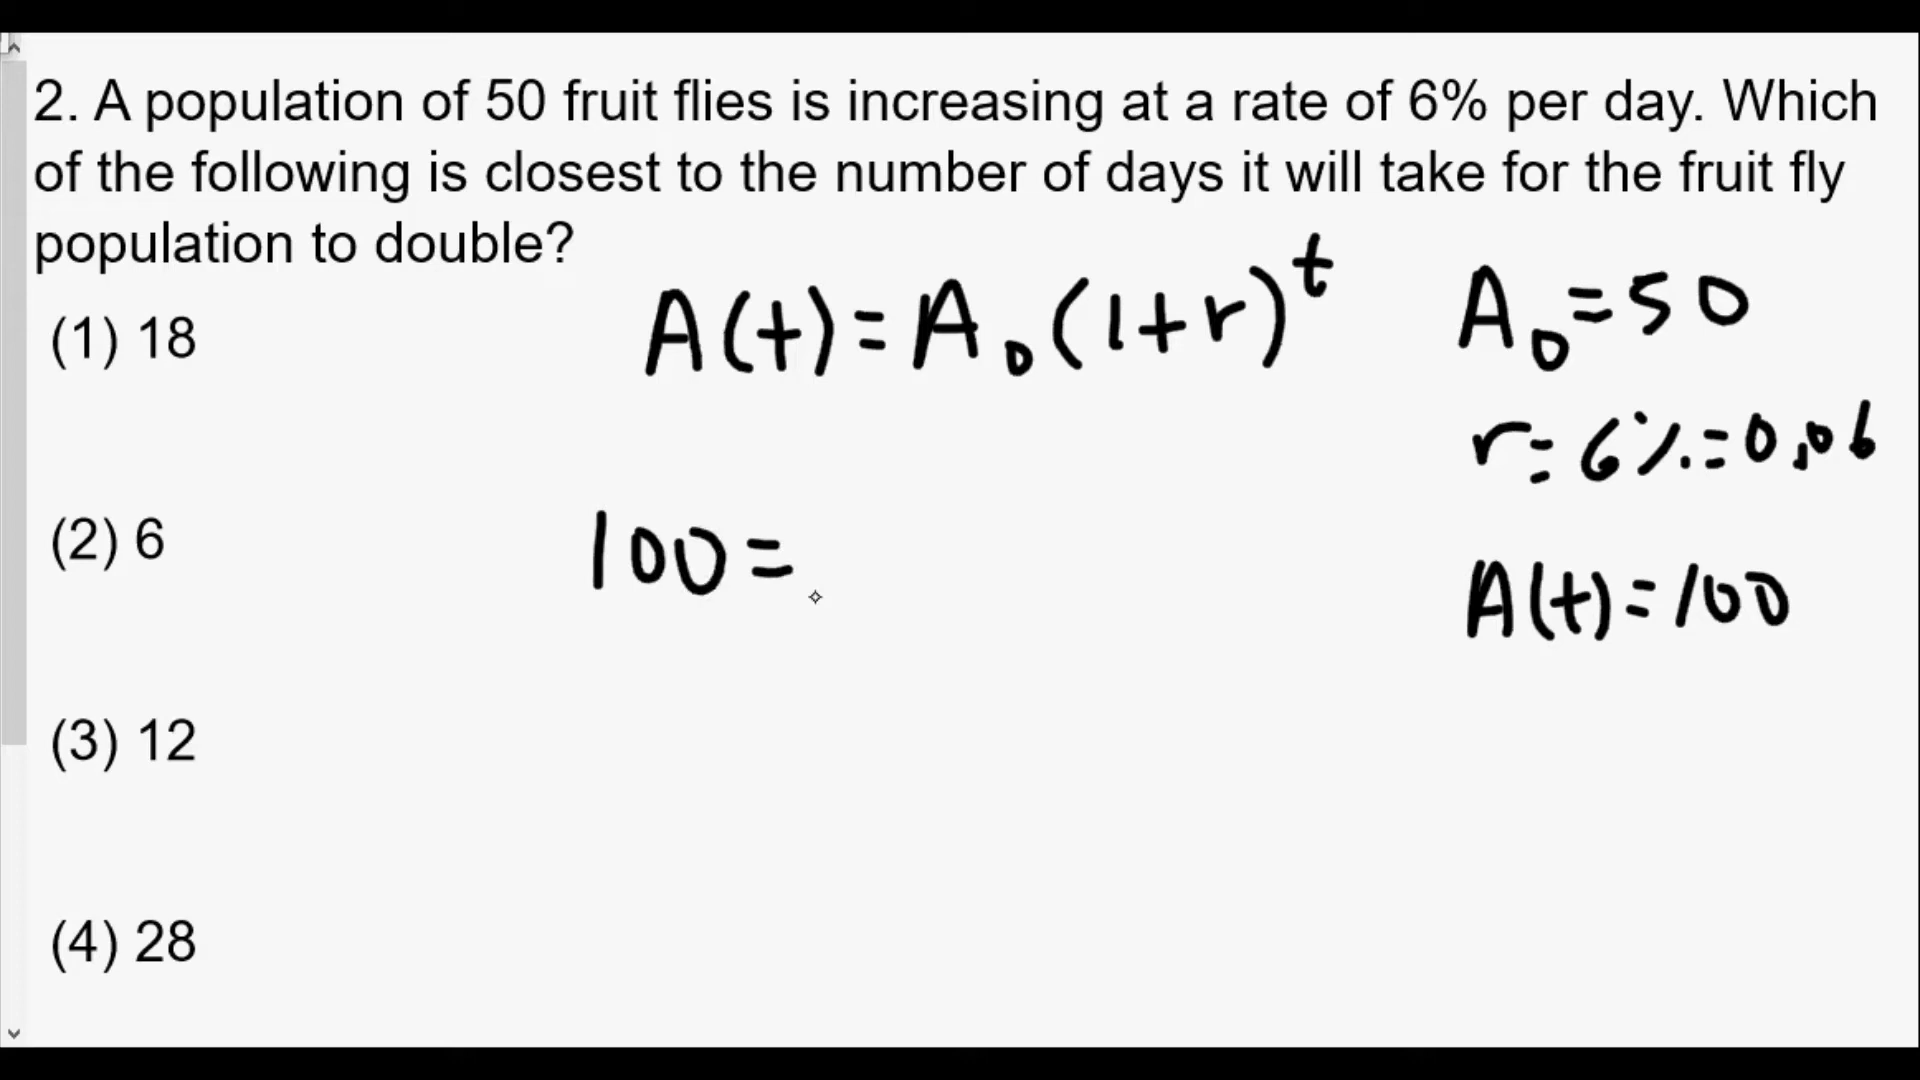 2. A population of 50 fruit flies is increasing at a rate of 6% per day. Which
of the following is closest to the number of days it will take for the fruit fly
population to double?
A(t)=A₀(1+r)ᵗ
A₀=50
(1) 18
r=6%=0.06
(2) 6
100=
A(t)=100
(3) 12
(4) 28